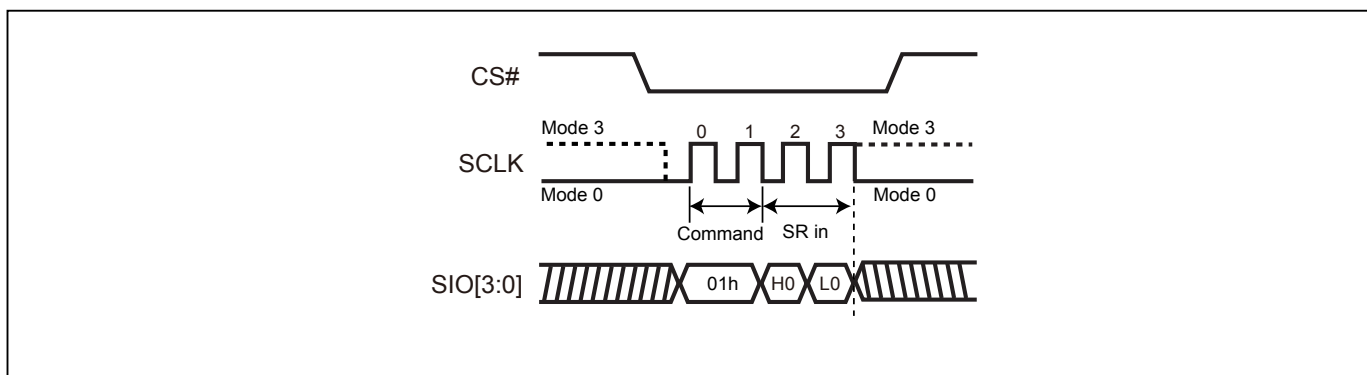 CS#
Mode 3
0 1 2 3
Mode 3
SCLK
Mode 0
Mode 0
Command
SR in
SIO[3:0]
01h
H0
L0